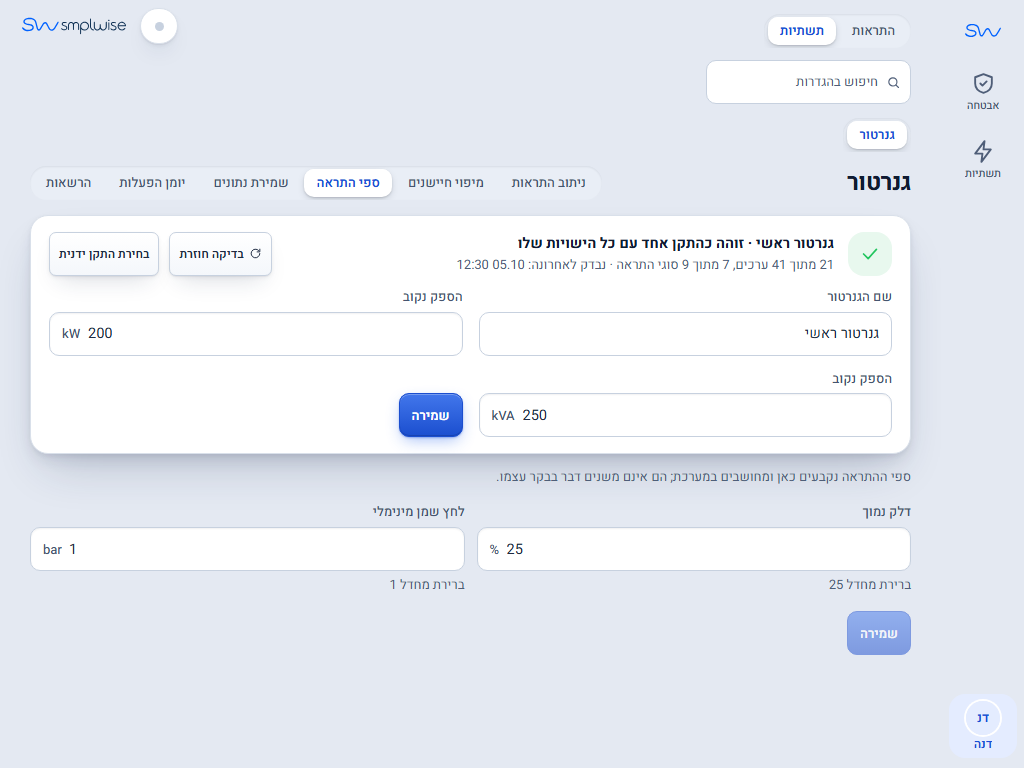 התראות
תשתיות
smplwise
אבטחה
תשתיות
חיפוש בהגדרות
גנרטור
גנרטור
ניתוב התראות
מיפוי חיישנים
ספי התראה
שמירת נתונים
יומן הפעלות
הרשאות
גנרטור ראשי · זוהה כהתקן אחד עם כל הישויות שלו
21 מתוך 41 ערכים, 7 מתוך 9 סוגי התראה · נבדק לאחרונה: 05.10 12:30
בדיקה חוזרת
בחירת התקן ידנית
שם הגנרטור
הספק נקוב
גנרטור ראשי
200 kW
הספק נקוב
250 kVA
שמירה
ספי ההתראה נקבעים כאן ומחושבים במערכת; הם אינם משנים דבר בבקר עצמו.
דלק נמוך
לחץ שמן מינימלי
25 %
1 bar
ברירת מחדל 25
ברירת מחדל 1
שמירה
דנ
דנה